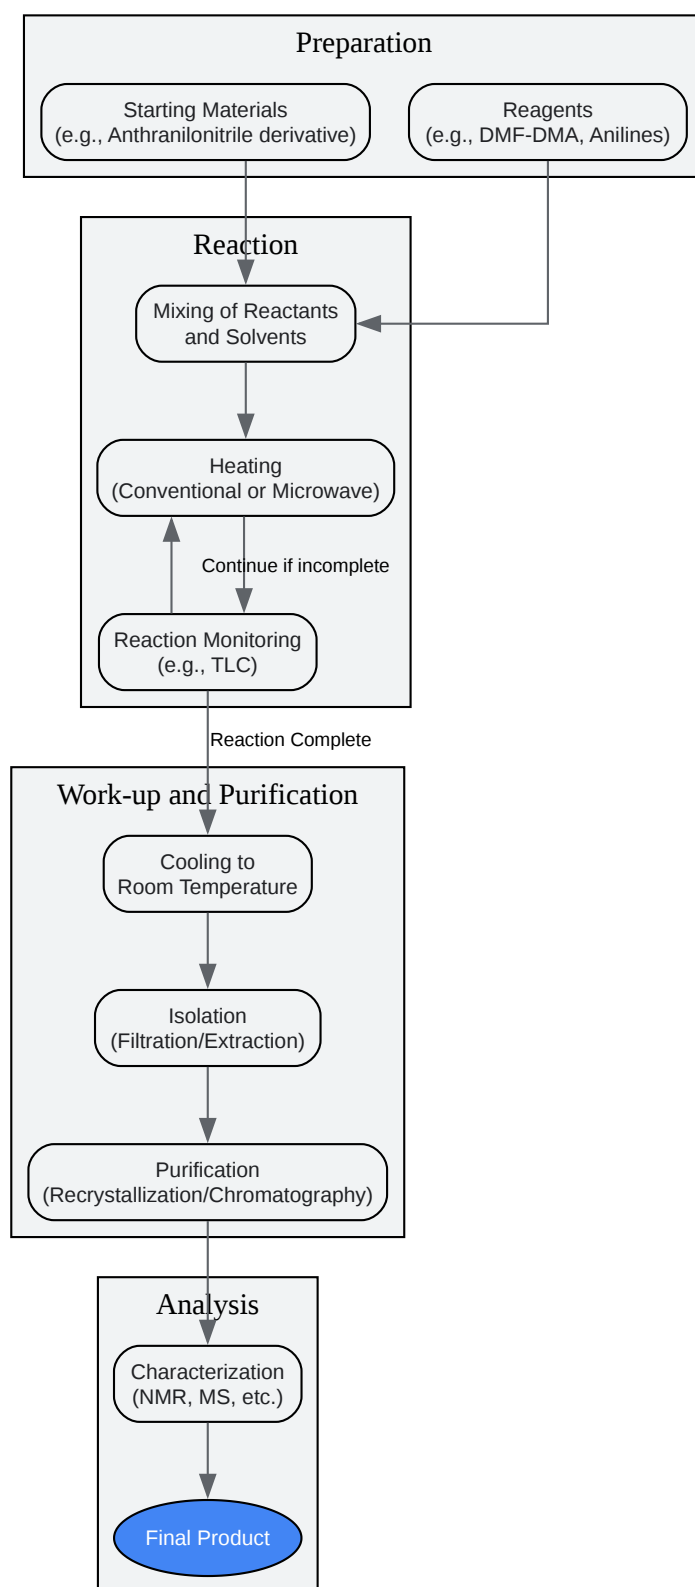 Preparation
Starting Materials
(e.g., Anthranilonitrile derivative)
Reagents
(e.g., DMF-DMA, Anilines)
Reaction
Mixing of Reactants
and Solvents
Heating
(Conventional or Microwave)
Continue if incomplete
Reaction Monitoring
(e.g., TLC)
Reaction Complete
Work-up and Purification
Cooling to
Room Temperature
Isolation
(Filtration/Extraction)
Purification
(Recrystallization/Chromatography)
Analysis
Characterization
(NMR, MS, etc.)
Final Product